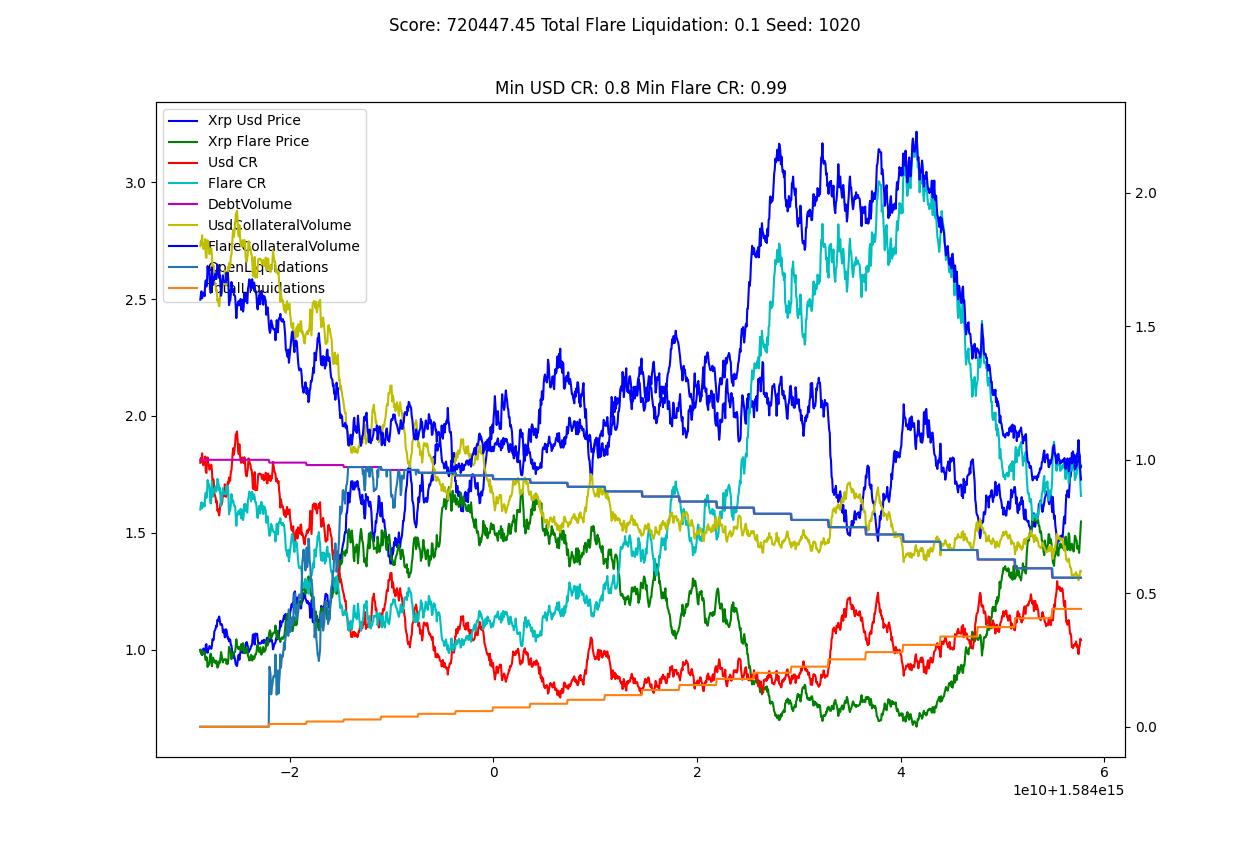 Score: 720447.45 Total Flare Liquidation: 0.1 Seed: 1020
Min USD CR: 0.8 Min Flare CR: 0.99
Xrp Usd Price
Xrp Flare Price
Usd CR
Flare CR
DebtVolume
UsdCollateralVolume
FlareCollateralVolume
OpenLiquidations
TotalLiquidations
3.0
2.5
2.0
1.5
1.0
2.0
1.5
1.0
0.5
0.0
−2
0
2
4
6
1e10+1.584e15